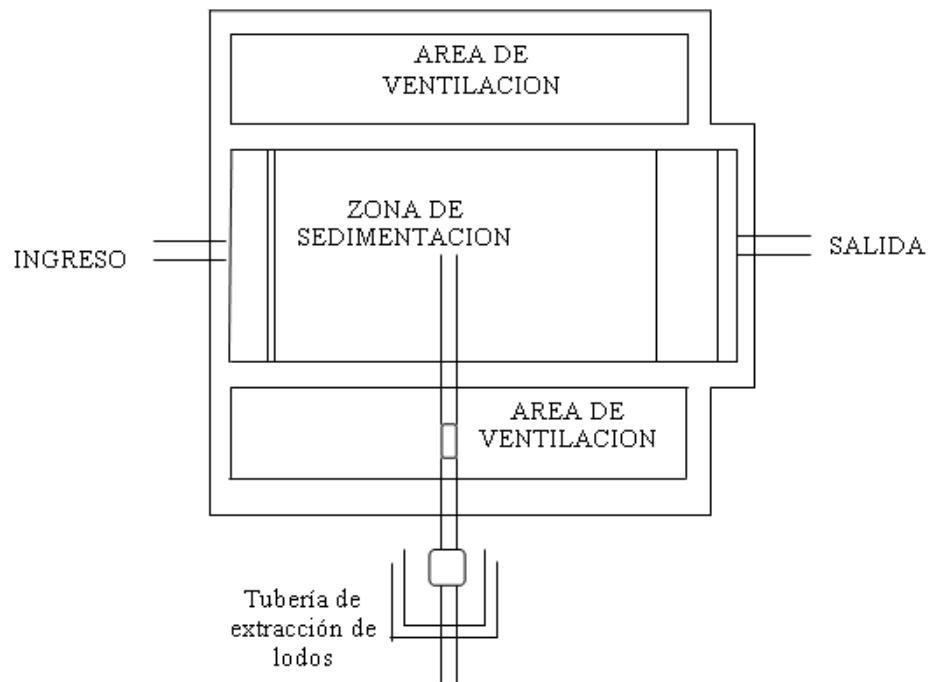 AREA DE
VENTILACION
ZONA DE
SEDIMENTACION
INGRESO
SALIDA
AREA DE
VENTILACION
Tubería de
extracción de
lodos